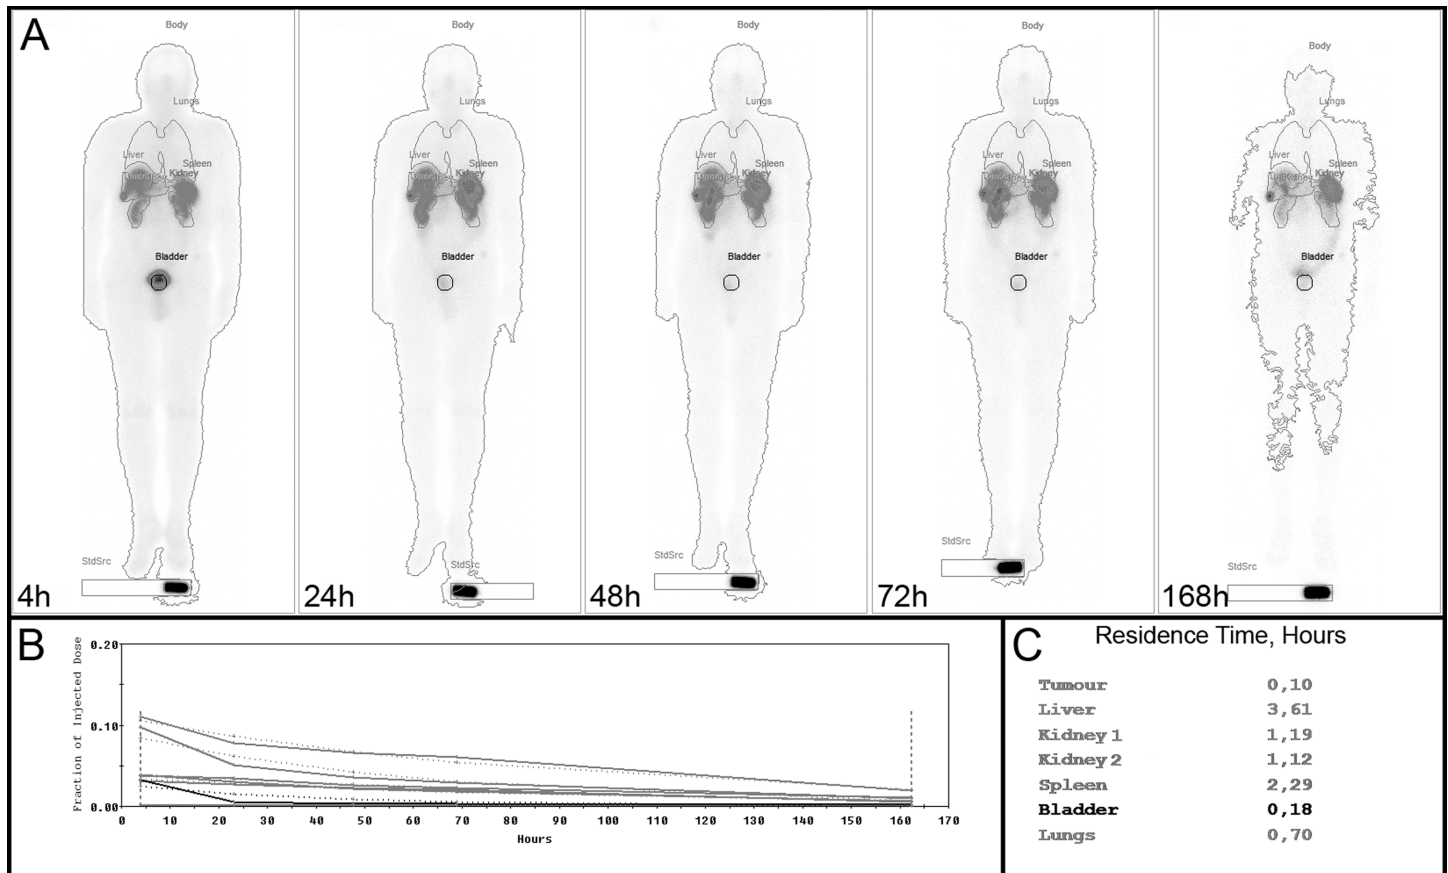 A
Body
Lungs
Liver
Spleen
Kidney
Bladder
StdSrc
4h
Body
Lungs
Liver
Spleen
Kidney
Bladder
StdSrc
24h
Body
Lungs
Liver
Spleen
Kidney
Bladder
StdSrc
48h
Body
Lungs
Liver
Spleen
Kidney
Bladder
StdSrc
72h
Body
Lungs
Liver
Spleen
Kidney
Bladder
StdSrc
168h
B
Fraction of Injected Dose
0.20
0.10
0.00
0 10 20 30 40 50 60 70 80 90 100 110 120 130 140 150 160 170
Hours
C
Residence Time, Hours
Tumour 0,10
Liver 3,61
Kidney 1 1,19
Kidney 2 1,12
Spleen 2,29
Bladder 0,18
Lungs 0,70